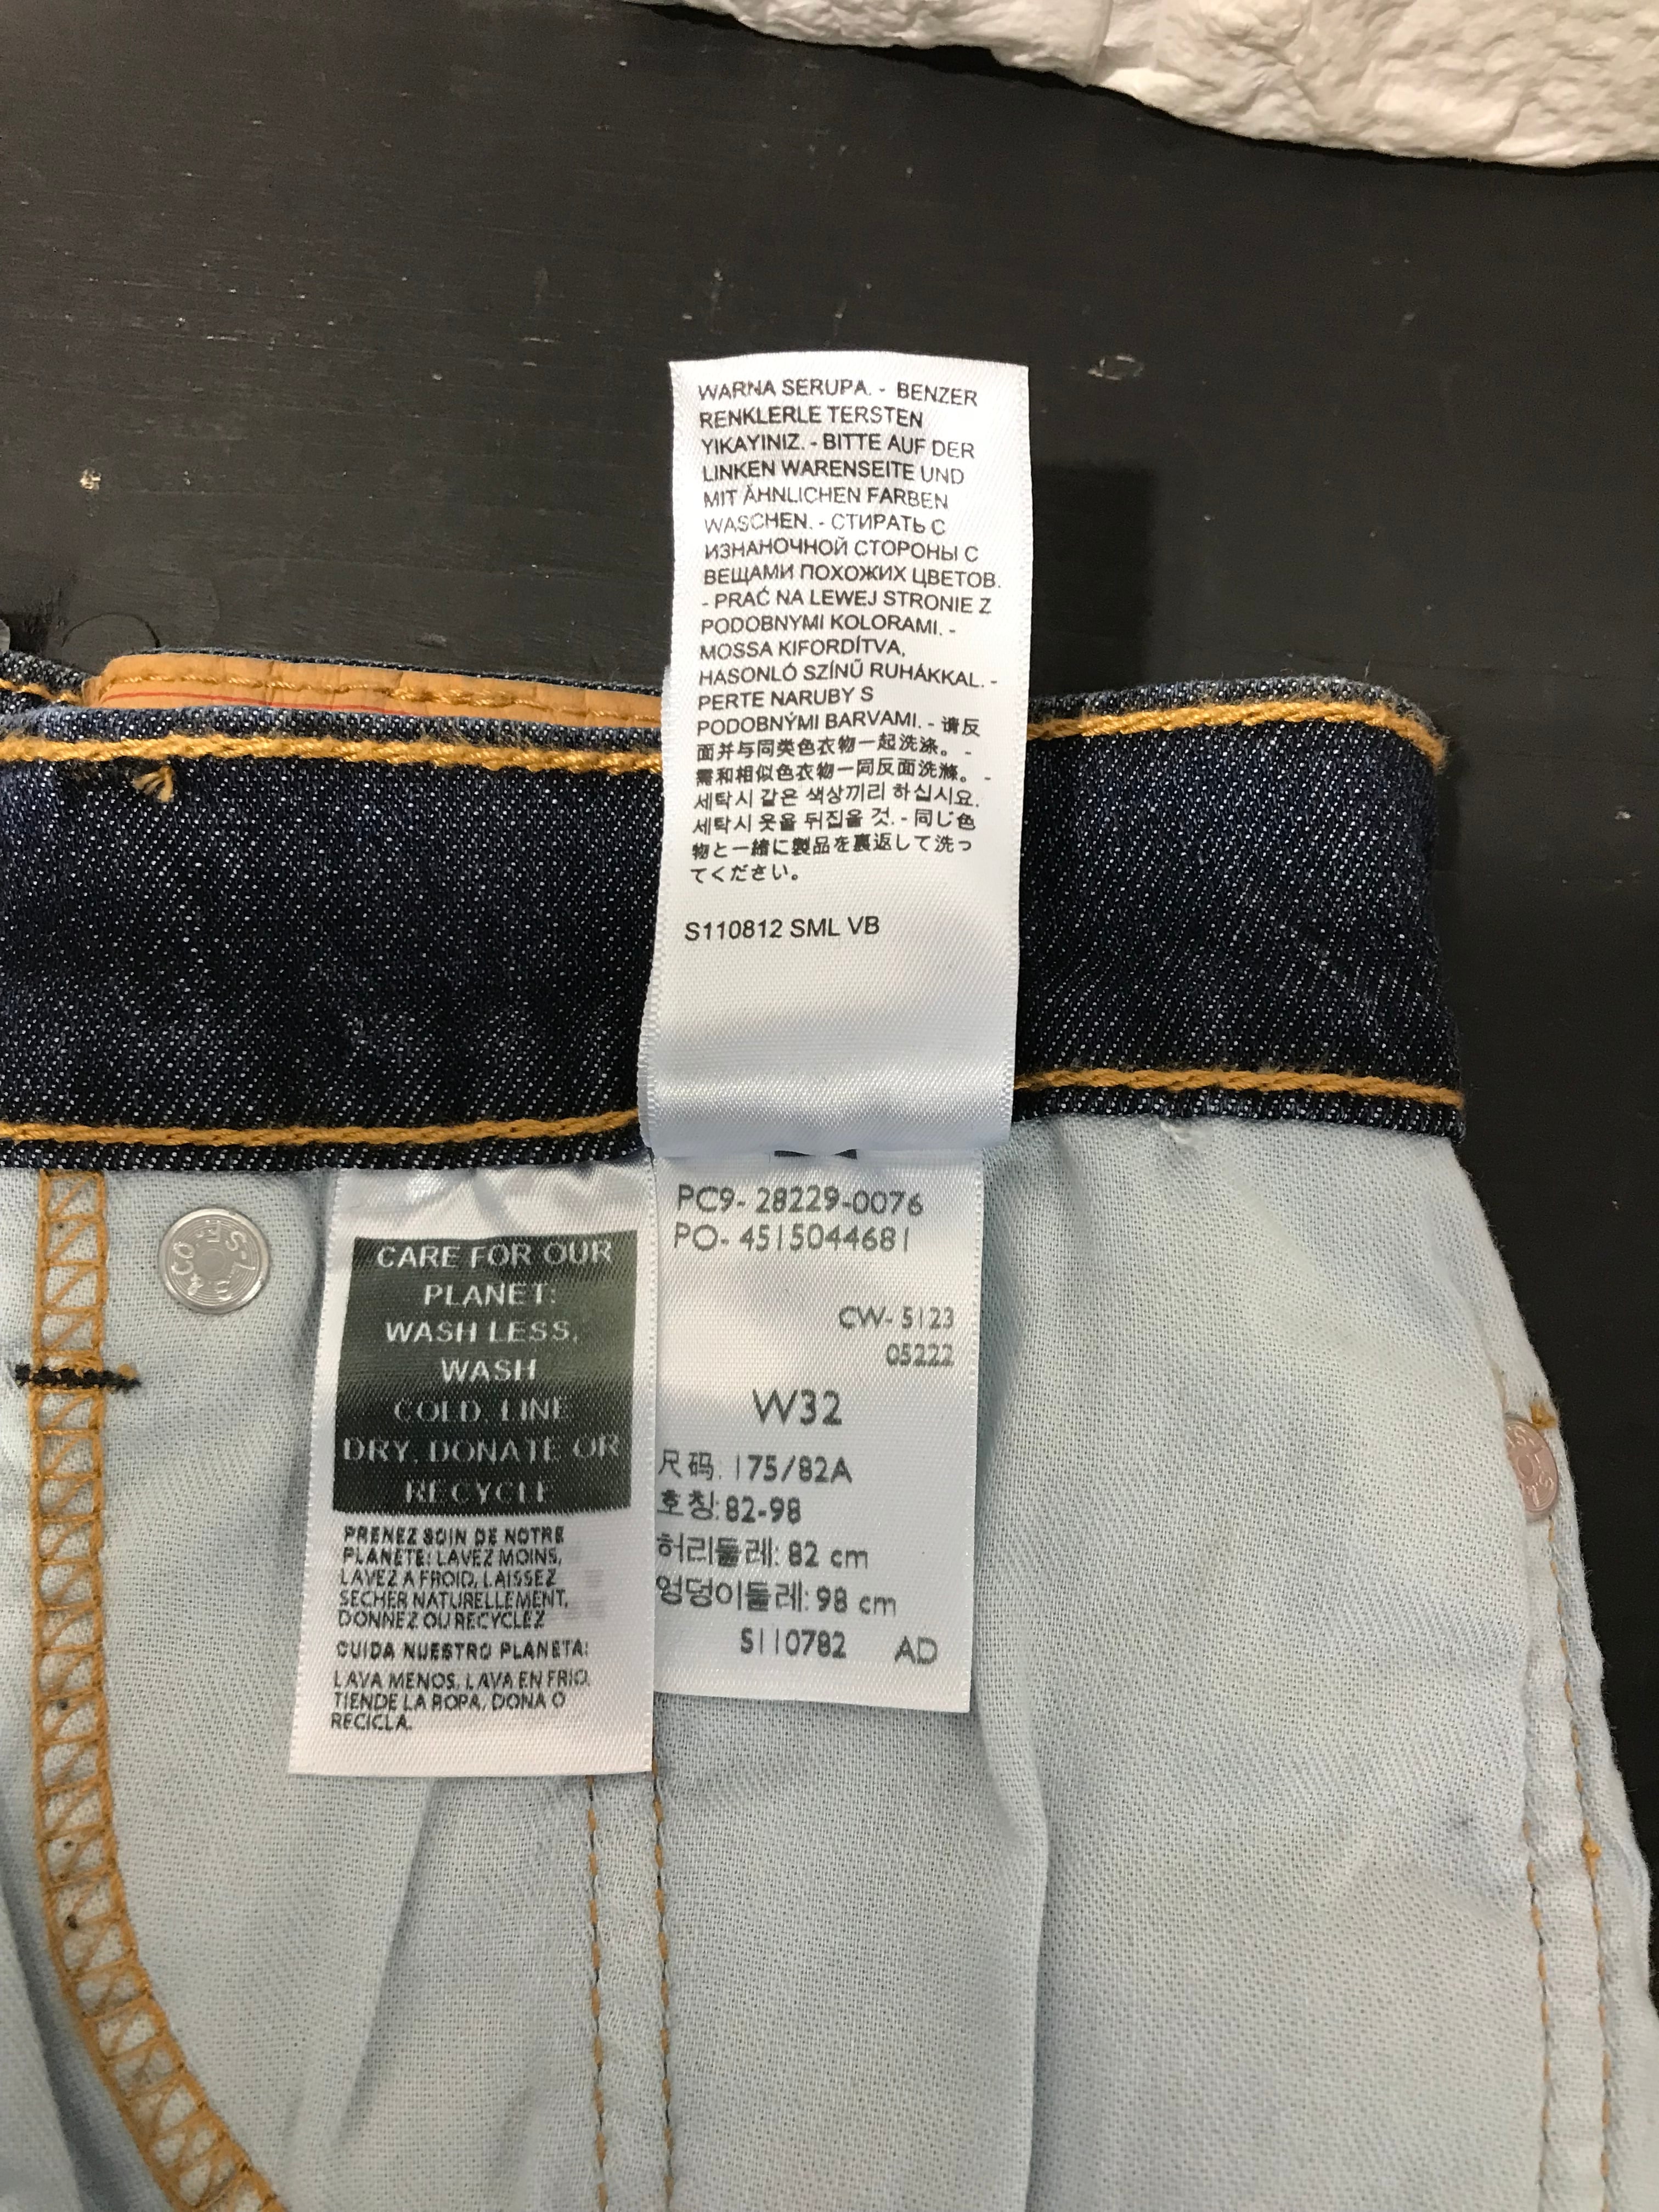 WARNA SERUPA. - BENZER
RENKLERLE TERSTEN
YIKAYINIZ. - BITTE AUF DER
LINKEN WARENSEITE UND
MIT ÄHNLICHEN FARBEN
WASCHEN. - СТИРАТЬ С
ИЗНАНОЧНОЙ СТОРОНЫ С
ВЕЩАМИ ПОХОЖИХ ЦВЕТОВ.
- PRAĆ NA LEWEJ STRONIE Z
PODOBNYMI KOLORAMI. -
MOSSA KIFORDÍTVA,
HASONLÓ SZÍNŰ RUHÁKKAL. -
PERTE NARUBY S
PODOBNÝMI BARVAMI. - 请反
面并与同类色衣物一起洗涤。 -
需和相似色衣物一同反面洗滌。 -
세탁시 같은 색상끼리 하십시요.
세탁시 옷을 뒤집을 것. - 同じ色
物と一緒に製品を裏返して洗っ
てください。
S110812 SML VB
CARE FOR OUR
PLANET:
WASH LESS,
WASH
COLD, LINE
DRY, DONATE OR
RECYCLE
PRENEZ SOIN DE NOTRE
PLANETE: LAVEZ MOINS,
LAVEZ A FROID, LAISSEZ
SECHER NATURELLEMENT,
DONNEZ OU RECYCLEZ
CUIDA NUESTRO PLANETA:
LAVA MENOS, LAVA EN FRIO,
TIENDE LA ROPA, DONA O
RECICLA.
PC9- 28229-0076
PO- 4515044681
CW- 5123
05222
W32
尺码. 175/82A
호칭: 82-98
허리둘레: 82 cm
엉덩이둘레: 98 cm
S110782 AD